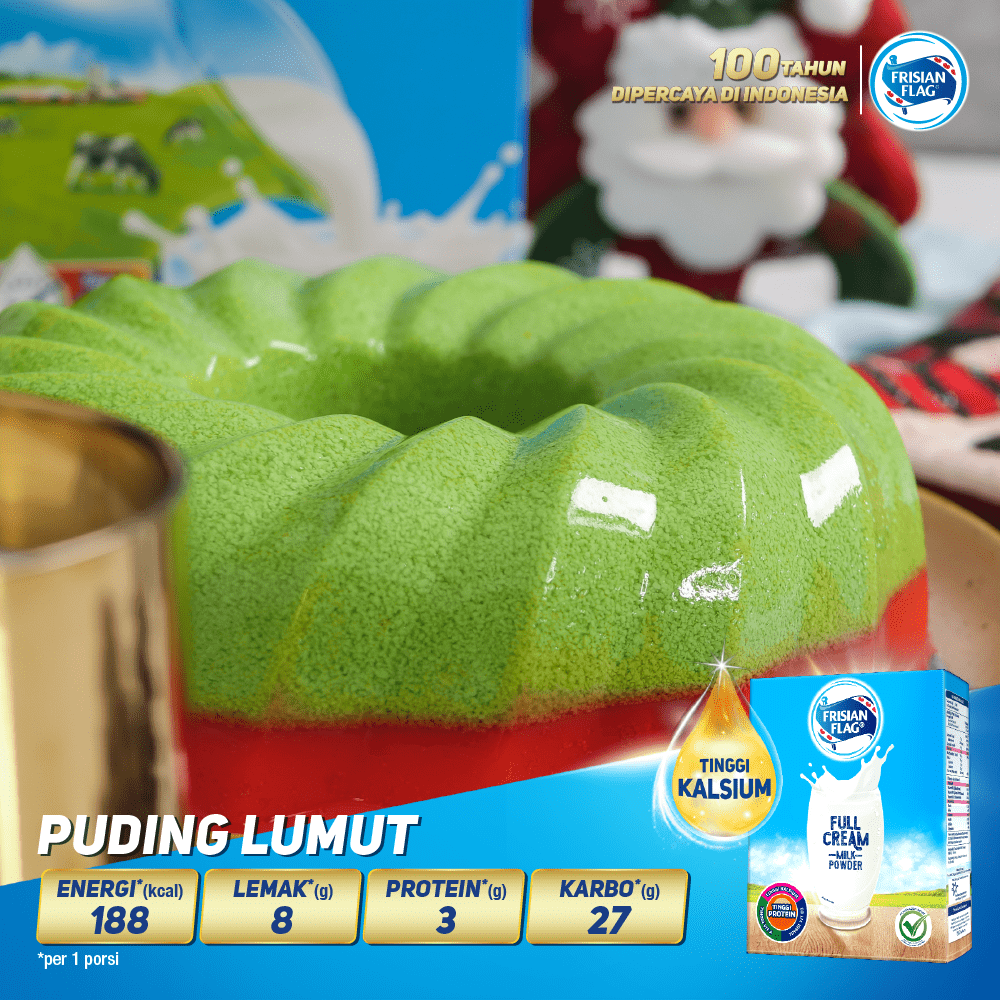 100 TAHUN
DIPERCAYA DI INDONESIA
FRISIAN
FLAG®
PUDING LUMUT
ENERGI*(kcal)
188
LEMAK*(g)
8
PROTEIN*(g)
3
KARBO*(g)
27
*per 1 porsi
TINGGI
KALSIUM
FRISIAN
FLAG®
FULL
CREAM
MILK
POWDER
TINGGI
PROTEIN